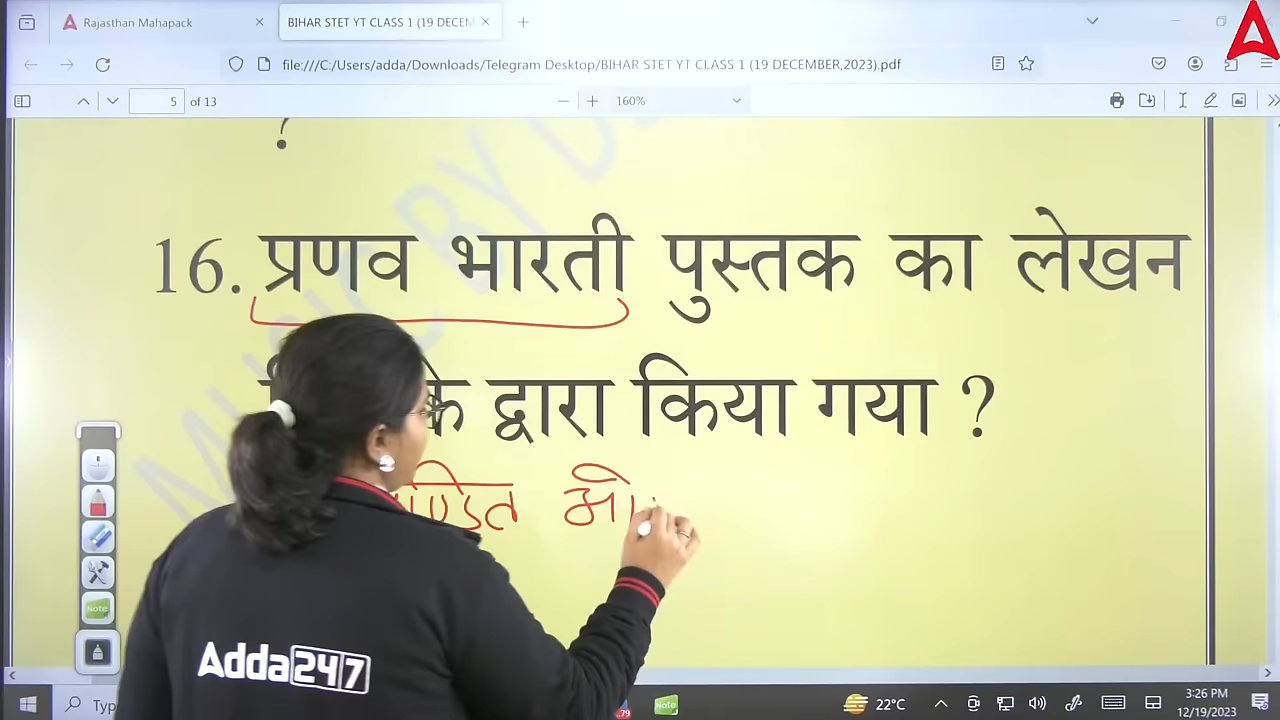 Rajasthan Mahapack
BIHAR STET YT CLASS 1 (19 DECEM
file:///C:/Users/adda/Downloads/Telegram Desktop/BIHAR STET YT CLASS 1 (19 DECEMBER,2023).pdf
5 of 13
160%
?
16. प्रणव भारती पुस्तक का लेखन
के द्वारा किया गया ?
Note
Adda247
Note
22°C
3:26 PM
12/19/2023